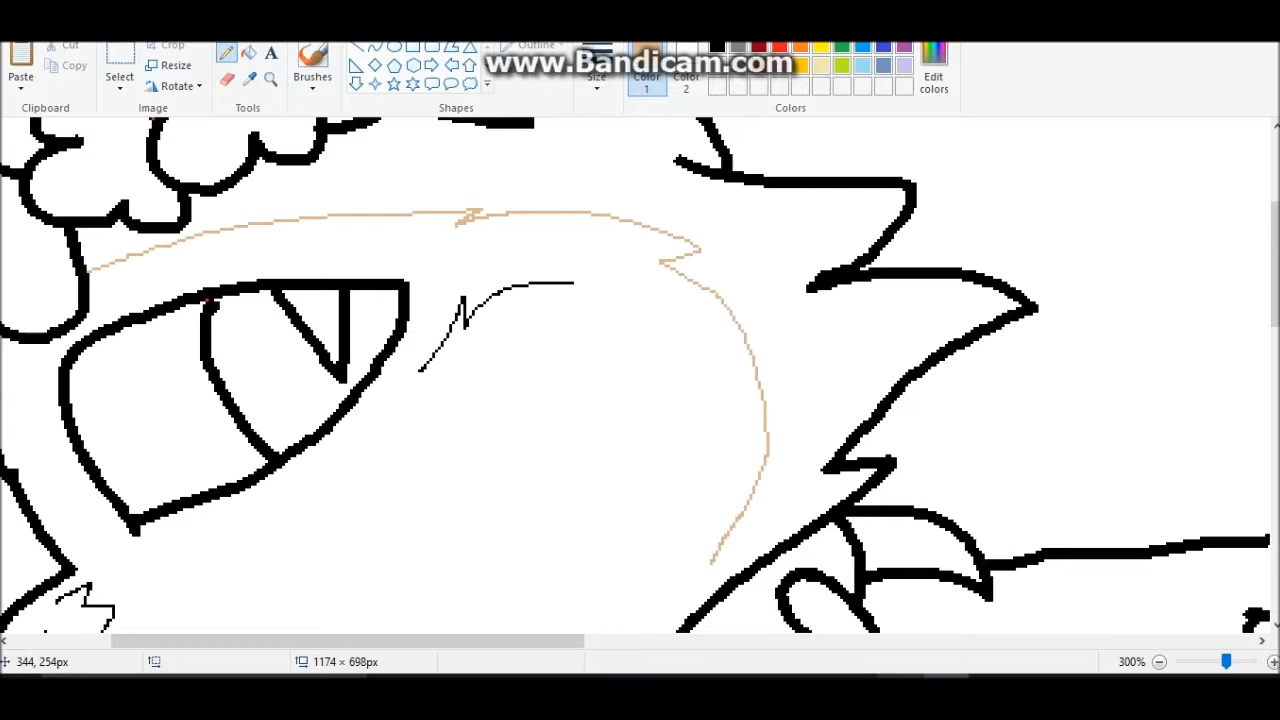 www.Bandicam.com
Cut
Crop
Outline
Copy
Resize
Paste
Select
Rotate
A
Brushes
Size
Color
1
Color
2
Edit
colors
Clipboard
Image
Tools
Shapes
Colors
344, 254px
1174 × 698px
300%